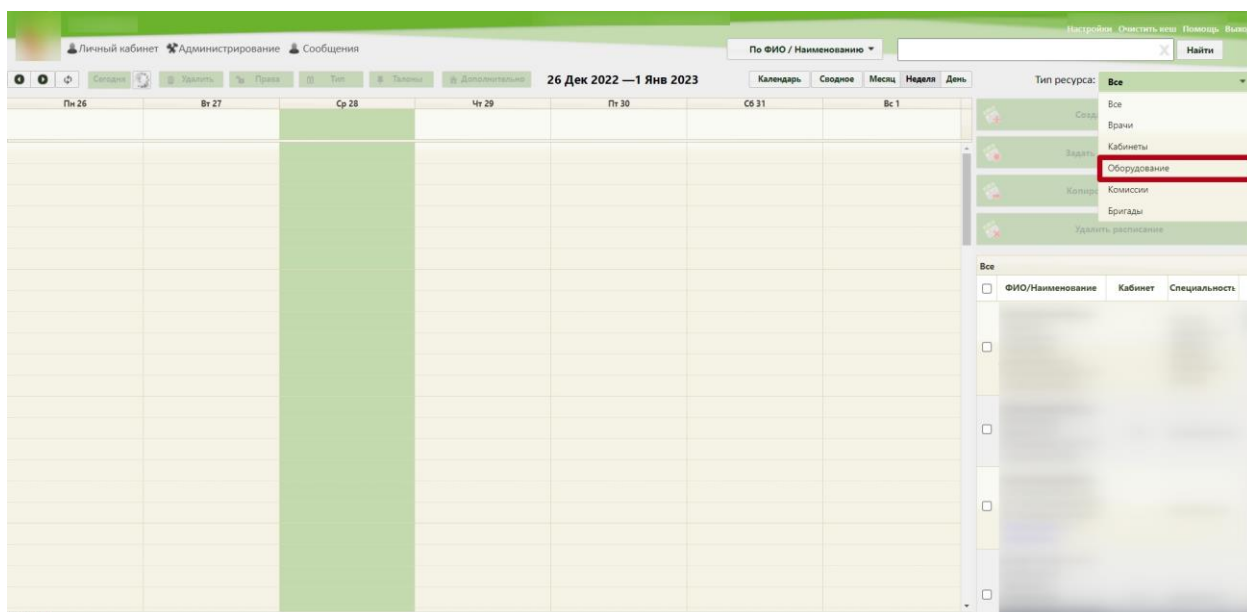 Настройки Очистить кеш Помощь
Личный кабинет Администрирование Сообщения
По ФИО / Наименованию
X Найти
Сегодня Удалить Права Тип Талоны Дополнительно
26 Дек 2022 —1 Янв 2023
Календарь Сводное Месяц Неделя День
Тип ресурса: Все
Пн 26 Вт 27 Ср 28 Чт 29 Пт 30 Сб 31 Вс 1
Все
Врачи
Кабинеты
Оборудование
Комиссии
Бригады
Задать
Удалить расписание
Все
ФИО/Наименование Кабинет Специальность